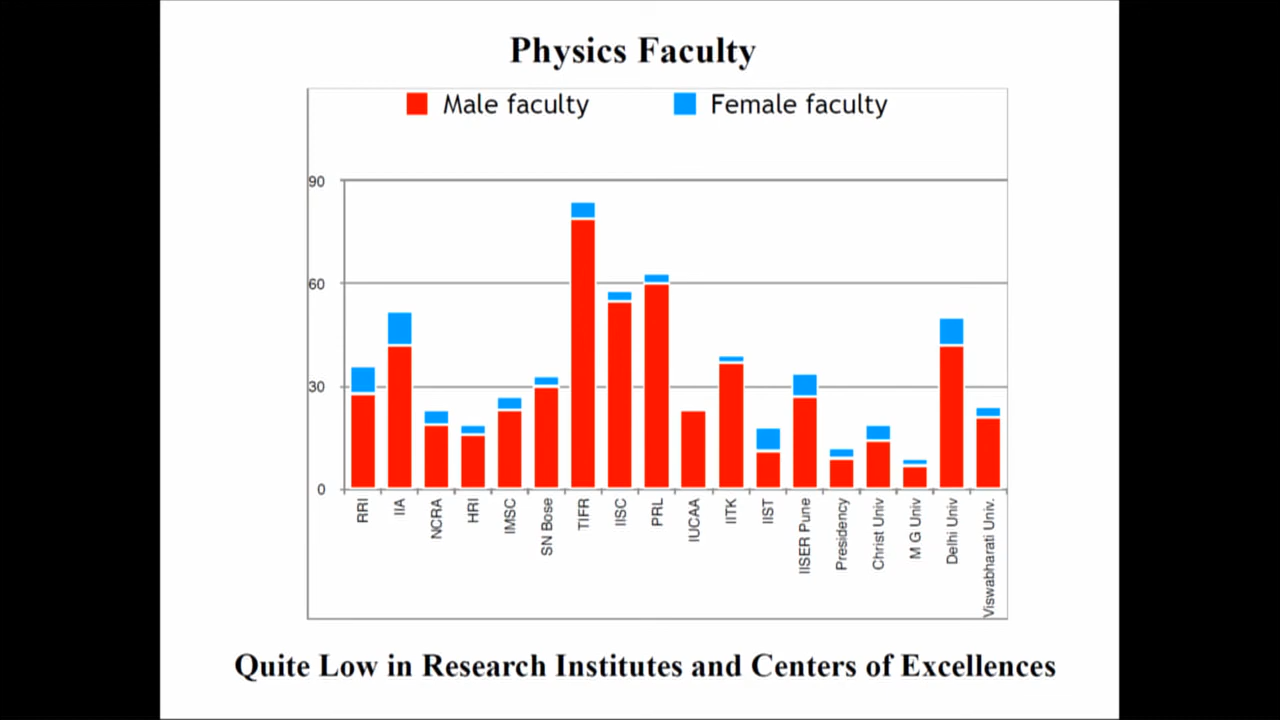 Physics Faculty
Male faculty Female faculty
90
60
30
0
RRI
IIA
NCRA
HRI
IMSC
SN Bose
TIFR
IISC
PRL
IUCAA
IITK
IIST
IISER Pune
Presidency
Christ Univ
M G Univ
Delhi Univ
Viswabharati Univ.
Quite Low in Research Institutes and Centers of Excellences